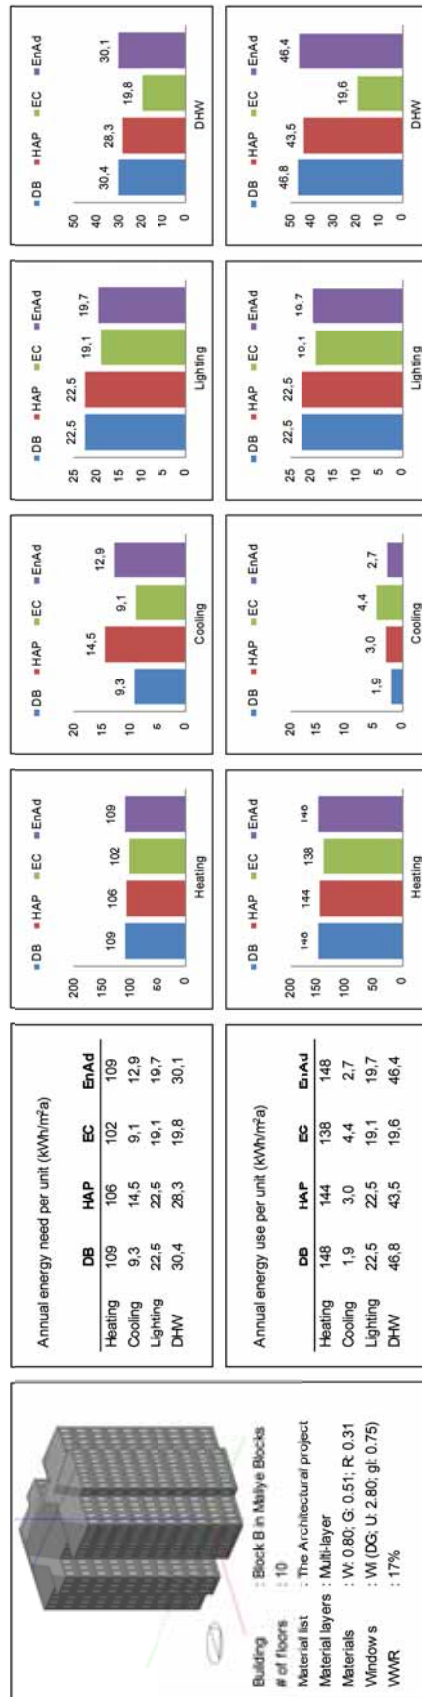 Building : Block B in Maliye Blocks
# of floors : 10
Material list : The Architectural project
Material layers : Multi-layer
Materials : W: 0.80; G: 0.51; R: 0.31
Windows : Wi (DG; U: 2.80; gl: 0.75)
WWR : 17%
Annual energy need per unit (kWh/m²a)
DB HAP EC EnAd
Heating 109 106 102 109
Cooling 9,3 14,5 9,1 12,9
Lighting 22,5 22,5 19,1 19,7
DHW 30,4 28,3 19,8 30,1
DB HAP EC EnAd
200
150
100
50
0
109 106 102 109
Heating
DB HAP EC EnAd
20
15
10
5
0
9,3 14,5 9,1 12,9
Cooling
DB HAP EC EnAd
25
20
15
10
5
0
22,5 22,5 19,1 19,7
Lighting
DB HAP EC EnAd
50
40
30
20
10
0
30,4 28,3 19,8 30,1
DHW
Annual energy use per unit (kWh/m²a)
DB HAP EC EnAd
Heating 148 144 138 148
Cooling 1,9 3,0 4,4 2,7
Lighting 22,5 22,5 19,1 19,7
DHW 46,8 43,5 19,6 46,4
DB HAP EC EnAd
200
150
100
50
0
148 144 138 148
Heating
DB HAP EC EnAd
20
15
10
5
0
1,9 3,0 4,4 2,7
Cooling
DB HAP EC EnAd
25
20
15
10
5
0
22,5 22,5 19,1 19,7
Lighting
DB HAP EC EnAd
50
40
30
20
10
0
46,8 43,5 19,6 46,4
DHW